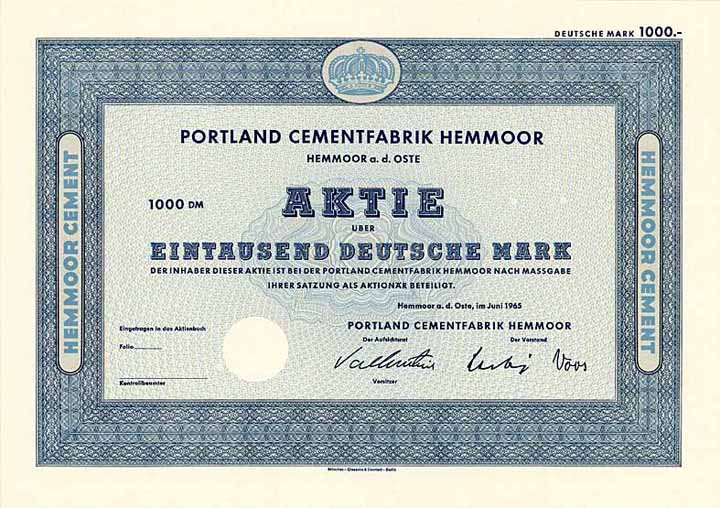 DEUTSCHE MARK 1000.-
PORTLAND CEMENTFABRIK HEMMOOR
HEMMOOR a. d. OSTE
1000 DM
AKTIE
ÜBER
EINTAUSEND DEUTSCHE MARK
DER INHABER DIESER AKTIE IST BEI DER PORTLAND CEMENTFABRIK HEMMOOR NACH MASSGABE
IHRER SATZUNG ALS AKTIONÄR BETEILIGT.
Hemmoor a. d. Oste, im Juni 1965
PORTLAND CEMENTFABRIK HEMMOOR
Der Aufsichtsrat Der Vorstand
Vorsitzer
Voos
Eingetragen in das Aktienbuch
Folio
Kontrollbeamter
HEMMOOR CEMENT
HEMMOOR CEMENT